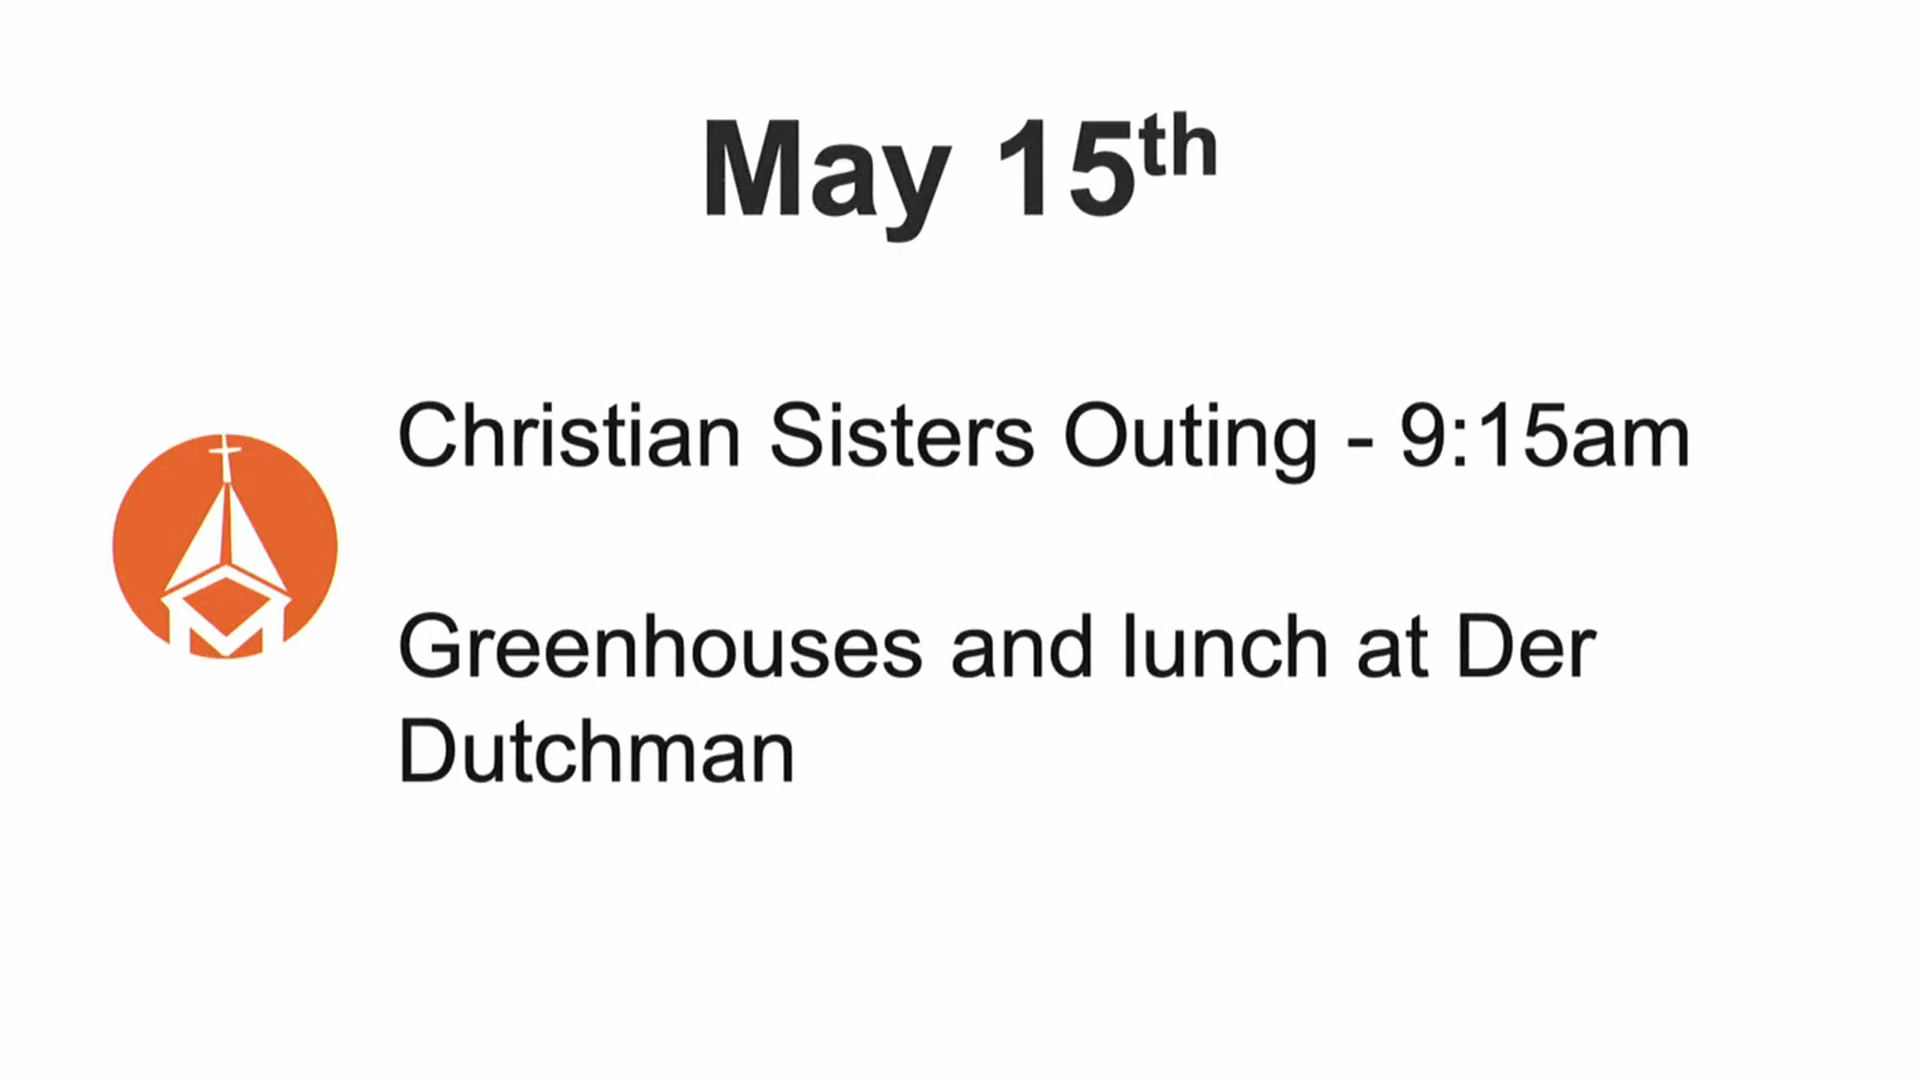 May 15th
Christian Sisters Outing - 9:15am
Greenhouses and lunch at Der
Dutchman